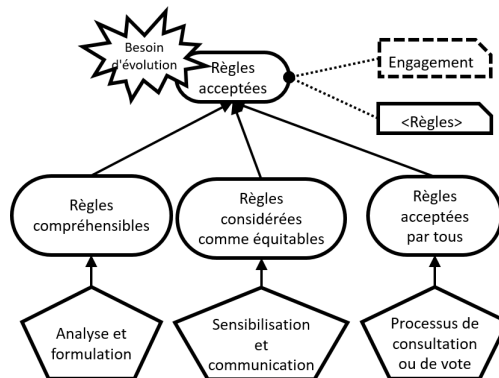 Besoin
d'évolution
Règles
acceptées
Engagement
<Règles>
Règles
compréhensibles
Règles
considérées
comme équitables
Règles
acceptées
par tous
Analyse et
formulation
Sensibilisation
et
communication
Processus de
consultation
ou de vote